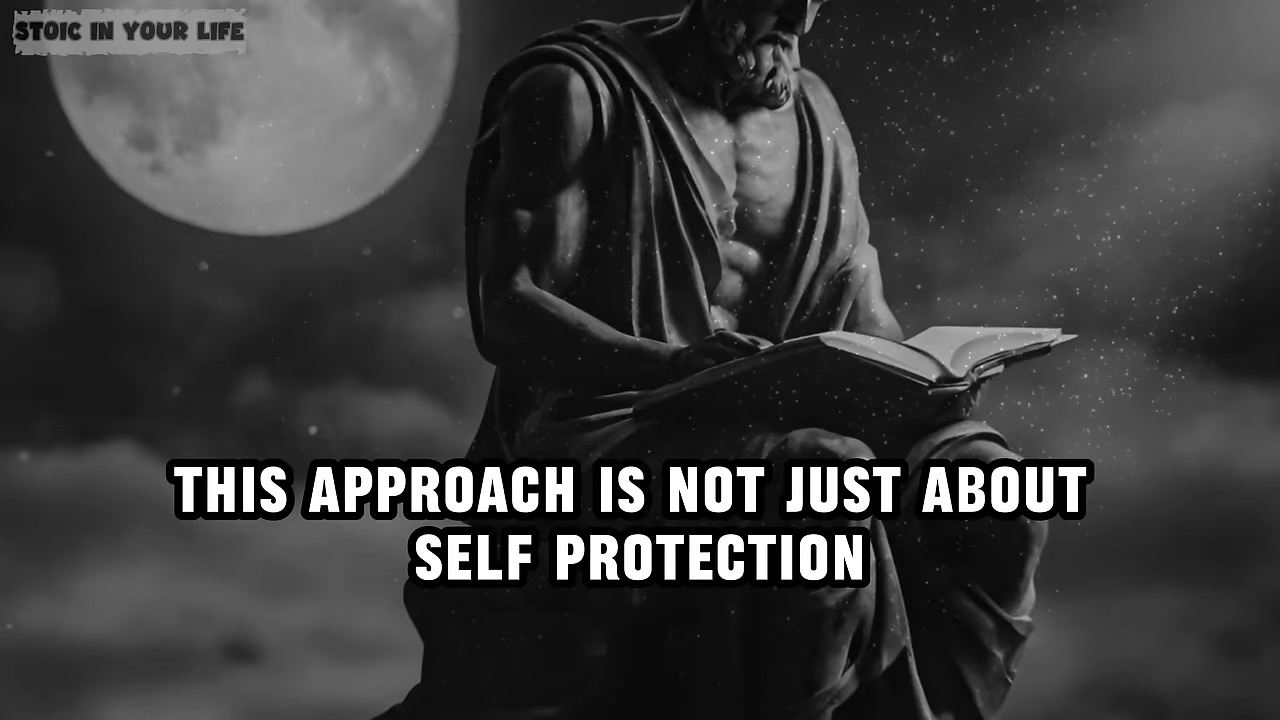 STOIC IN YOUR LIFE
THIS APPROACH IS NOT JUST ABOUT
SELF PROTECTION